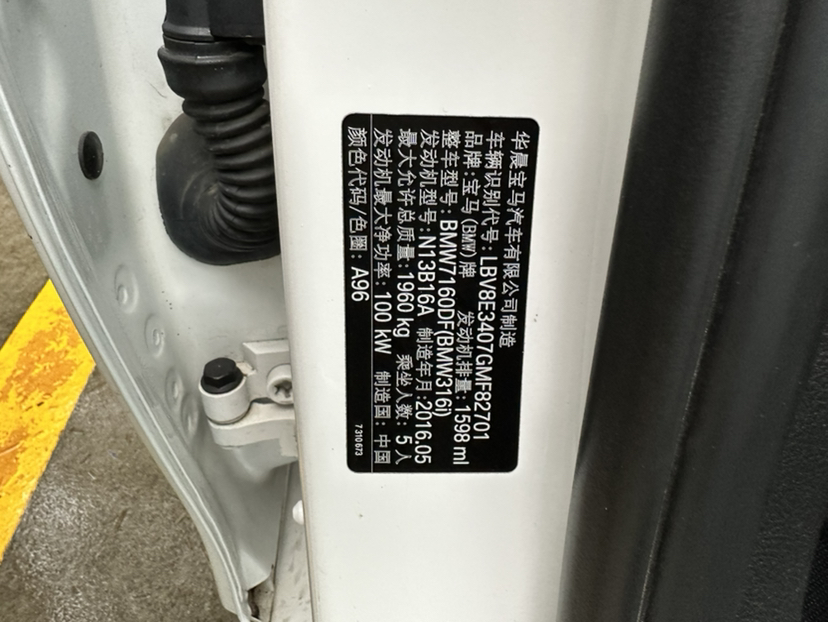 华晨宝马汽车有限公司制造
车辆识别代号: LBV8E3407GMF82701
品牌:宝马(BMW)牌 发动机排量: 1598 ml
整车型号: BMW7160DF(BMW316i)
发动机型号: N13B16A 制造年月: 2016.05
最大允许总质量: 1960 kg 乘坐人数: 5 人
发动机最大净功率: 100 kW 制造国: 中国
颜色代码/色圈: A96 7310673